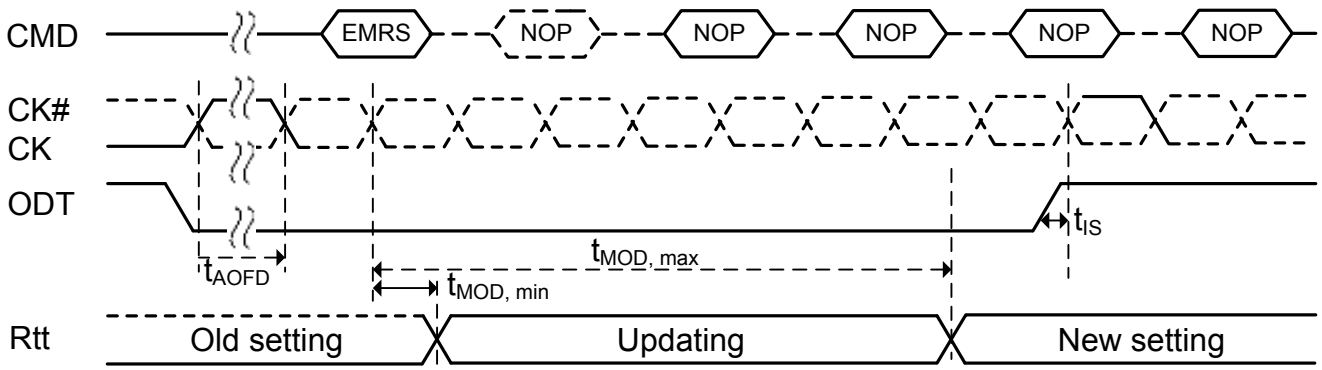 CMD EMRS NOP NOP NOP NOP NOP
CK#
CK
ODT
tIS
tMOD, max
tAOFD
tMOD, min
Rtt Old setting Updating New setting